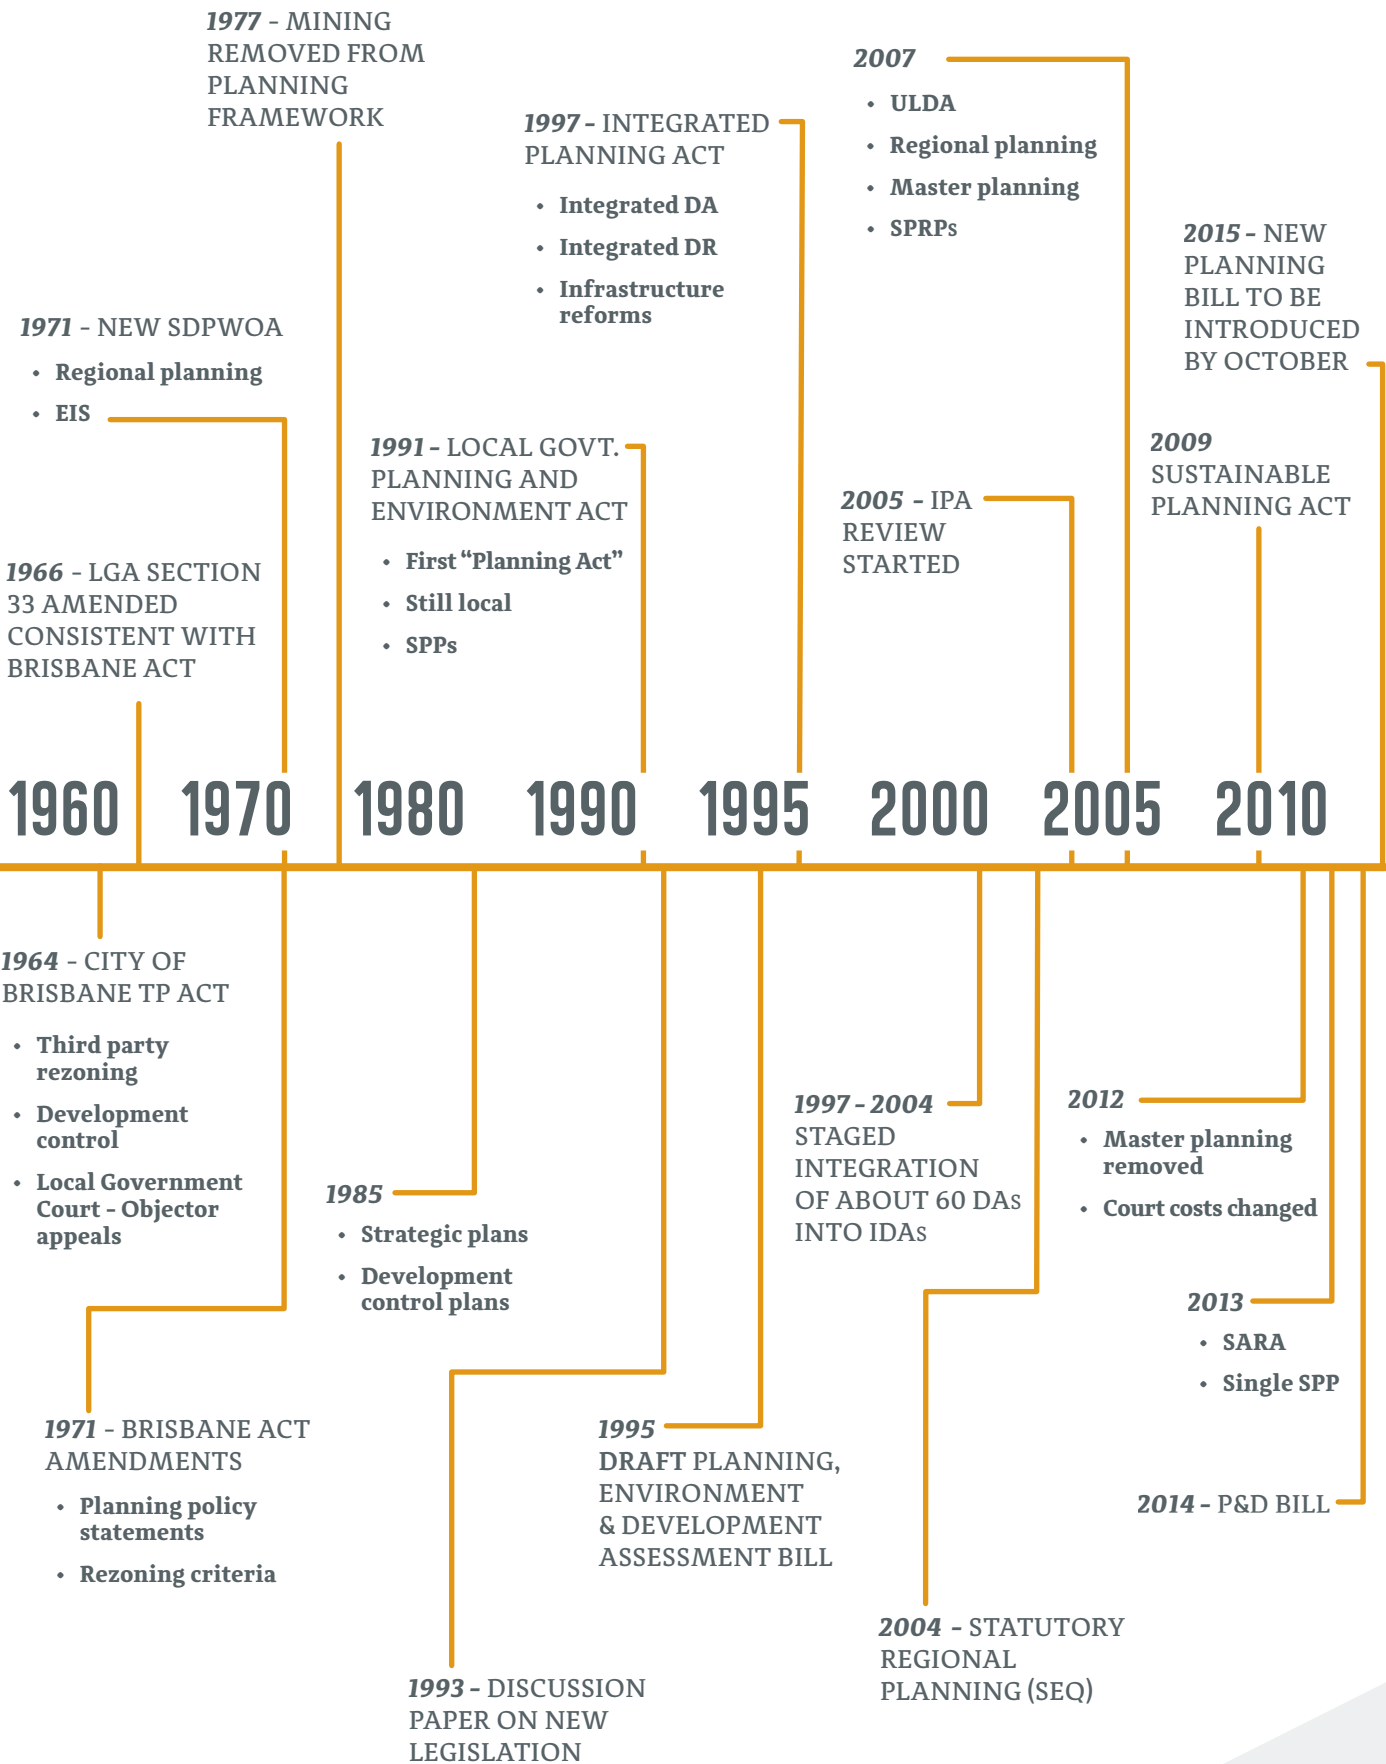 1977 - MINING
REMOVED FROM
PLANNING
FRAMEWORK
2007
• ULDA
• Regional planning
• Master planning
• SPRPs
1997 - INTEGRATED
PLANNING ACT
• Integrated DA
• Integrated DR
• Infrastructure
reforms
2015 - NEW
PLANNING
BILL TO BE
INTRODUCED
BY OCTOBER
1971 - NEW SDPWOA
• Regional planning
• EIS
1991 - LOCAL GOVT.
PLANNING AND
ENVIRONMENT ACT
• First “Planning Act”
• Still local
• SPPs
2009
SUSTAINABLE
PLANNING ACT
2005 - IPA
REVIEW
STARTED
1966 - LGA SECTION
33 AMENDED
CONSISTENT WITH
BRISBANE ACT
1960 1970 1980 1990 1995 2000 2005 2010
1964 - CITY OF
BRISBANE TP ACT
• Third party
rezoning
• Development
control
• Local Government
Court - Objector
appeals
1985
• Strategic plans
• Development
control plans
1997 - 2004
STAGED
INTEGRATION
OF ABOUT 60 DAs
INTO IDAs
2012
• Master planning
removed
• Court costs changed
2013
• SARA
• Single SPP
1971 - BRISBANE ACT
AMENDMENTS
• Planning policy
statements
• Rezoning criteria
1995
DRAFT PLANNING,
ENVIRONMENT
& DEVELOPMENT
ASSESSMENT BILL
2014 - P&D BILL
2004 - STATUTORY
REGIONAL
PLANNING (SEQ)
1993 - DISCUSSION
PAPER ON NEW
LEGISLATION